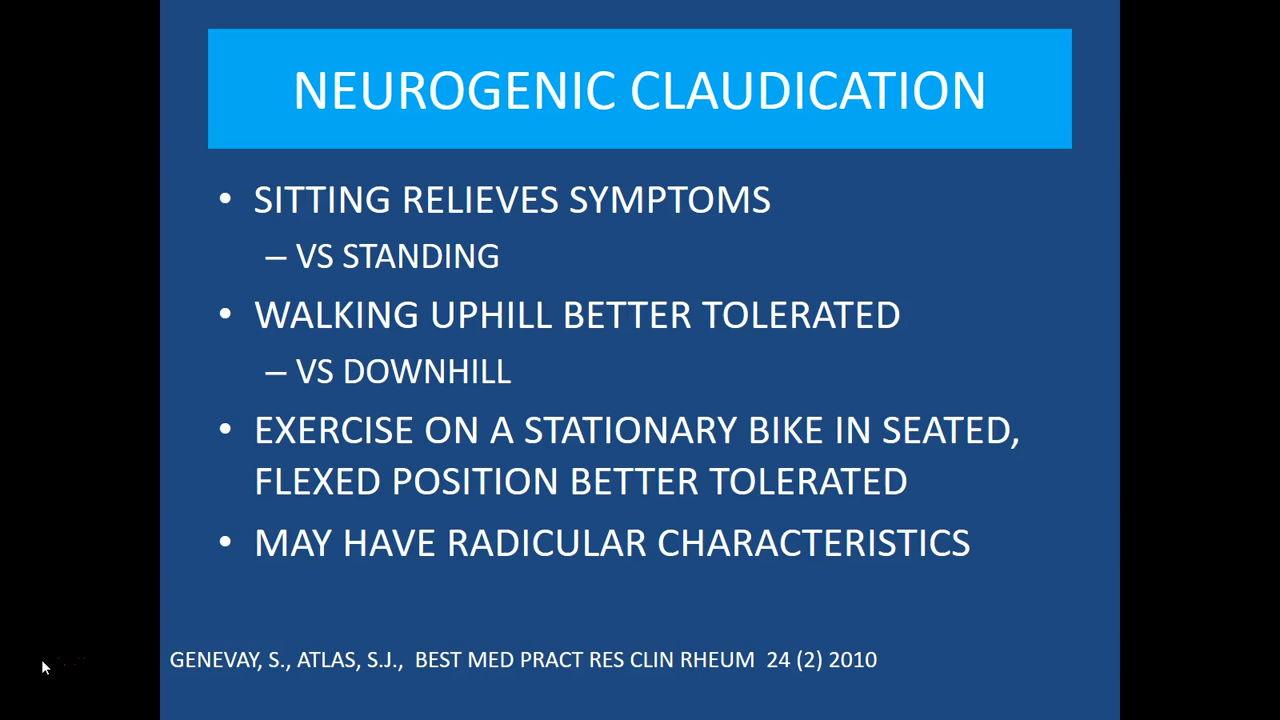 NEUROGENIC CLAUDICATION
• SITTING RELIEVES SYMPTOMS
– VS STANDING
• WALKING UPHILL BETTER TOLERATED
– VS DOWNHILL
• EXERCISE ON A STATIONARY BIKE IN SEATED,
FLEXED POSITION BETTER TOLERATED
• MAY HAVE RADICULAR CHARACTERISTICS
GENEVAY, S., ATLAS, S.J., BEST MED PRACT RES CLIN RHEUM 24 (2) 2010